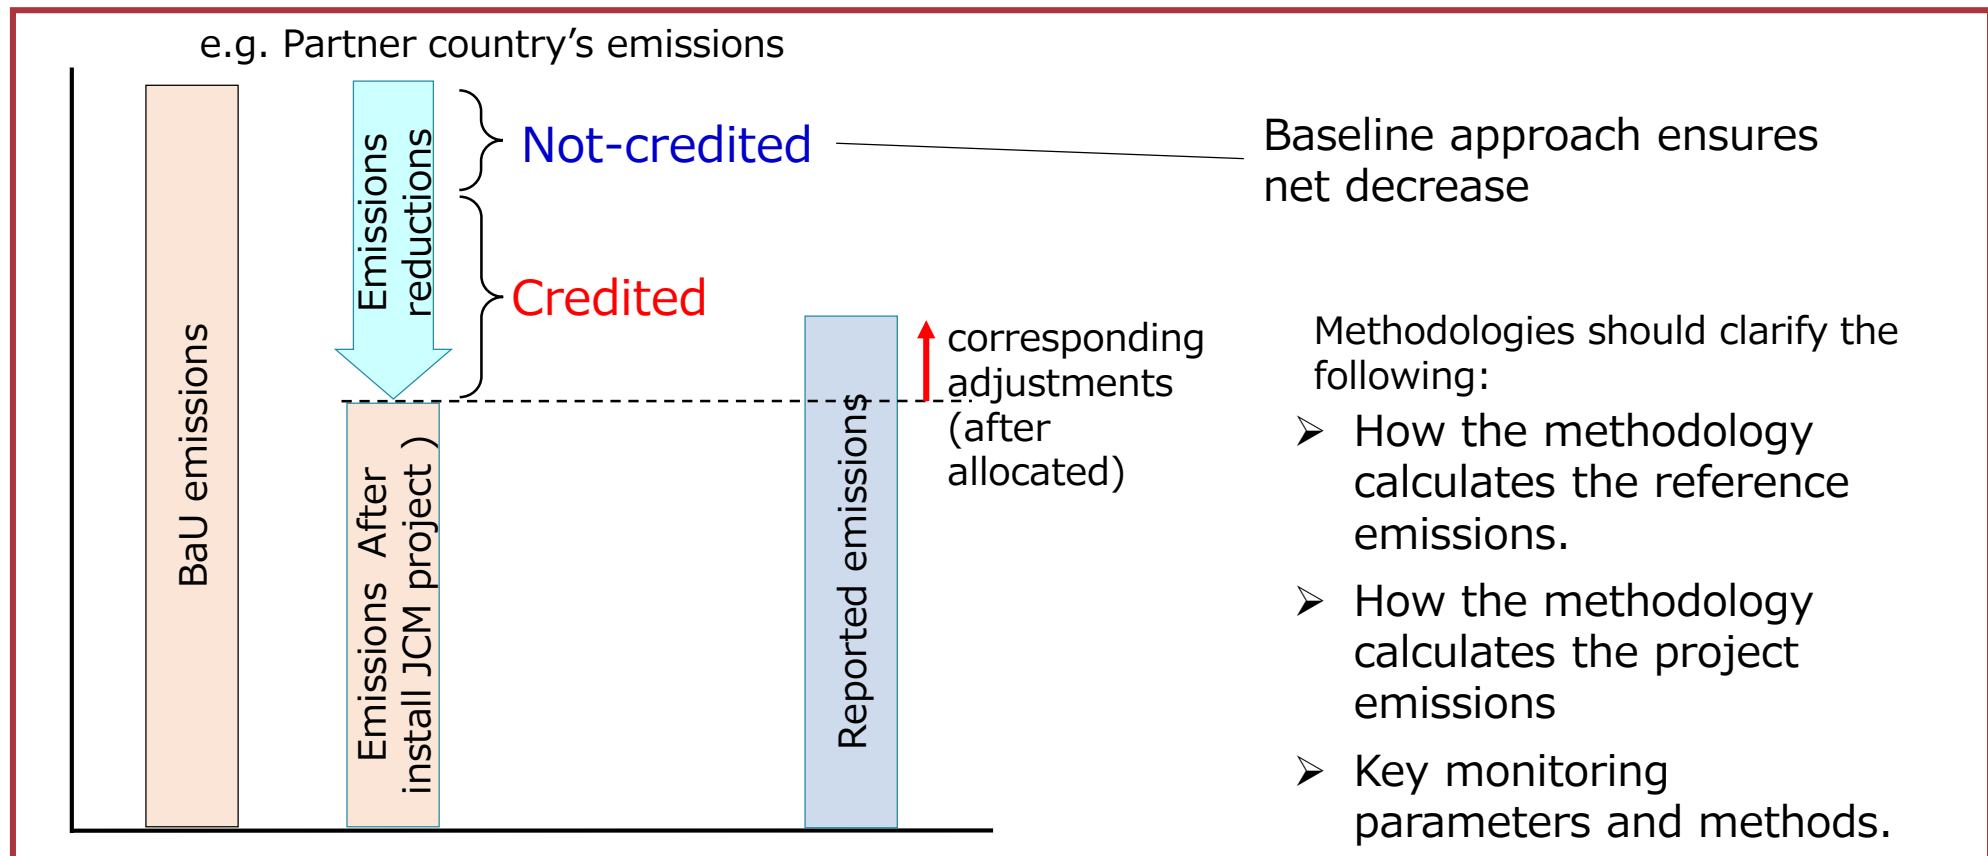 e.g. Partner country’s emissions
BaU emissions
Emissions
reductions
Not-credited
Credited
Emissions After
install JCM project )
Reported emissions
corresponding
adjustments
(after
allocated)
Baseline approach ensures
net decrease
Methodologies should clarify the
following:
➢ How the methodology
calculates the reference
emissions.
➢ How the methodology
calculates the project
emissions
➢ Key monitoring
parameters and methods.